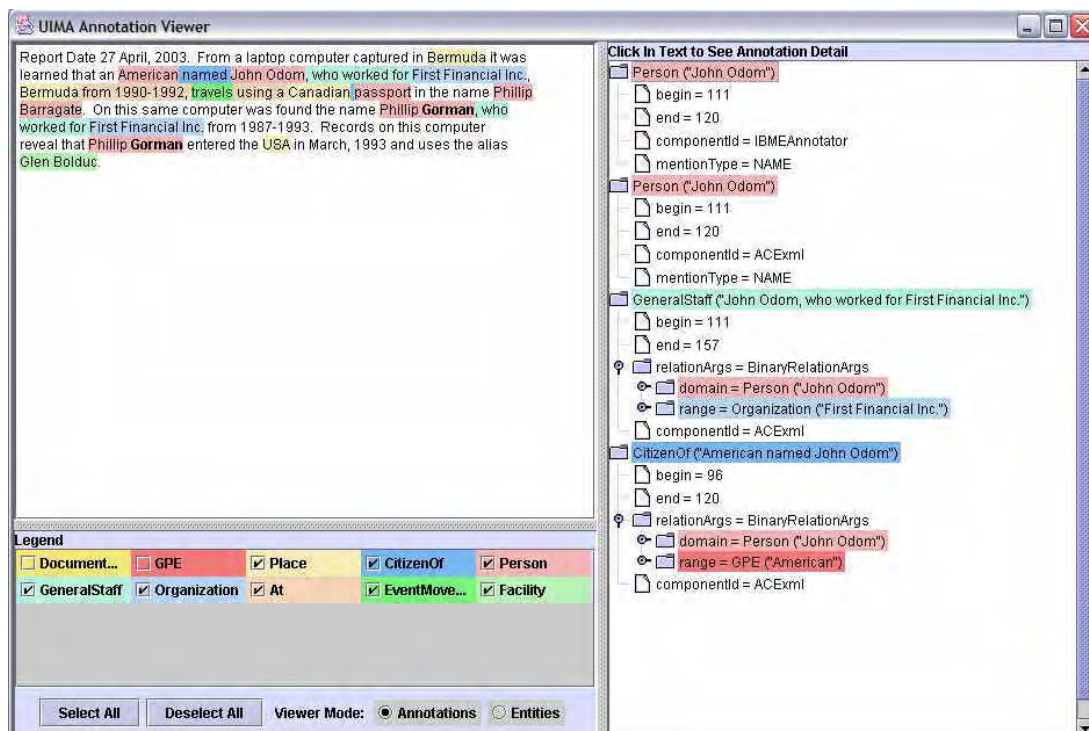 UIMA Annotation Viewer
Report Date 27 April, 2003. From a laptop computer captured in Bermuda it was
learned that an American named John Odom, who worked for First Financial Inc.,
Bermuda from 1990-1992, travels using a Canadian passport in the name Phillip
Barragate. On this same computer was found the name Phillip Gorman, who
worked for First Financial Inc. from 1987-1993. Records on this computer
reveal that Phillip Gorman entered the USA in March, 1993 and uses the alias
Glen Bolduc.
Legend
Document... GPE Place CitizenOf Person
GeneralStaff Organization At EventMove... Facility
Select All Deselect All Viewer Mode: Annotations Entities
Click In Text to See Annotation Detail
Person ("John Odom")
begin = 111
end = 120
componentId = IBMEAnnotator
mentionType = NAME
Person ("John Odom")
begin = 111
end = 120
componentId = ACExml
mentionType = NAME
GeneralStaff ("John Odom, who worked for First Financial Inc.")
begin = 111
end = 157
relationArgs = BinaryRelationArgs
domain = Person ("John Odom")
range = Organization ("First Financial Inc.")
componentId = ACExml
CitizenOf ("American named John Odom")
begin = 96
end = 120
relationArgs = BinaryRelationArgs
domain = Person ("John Odom")
range = GPE ("American")
componentId = ACExml